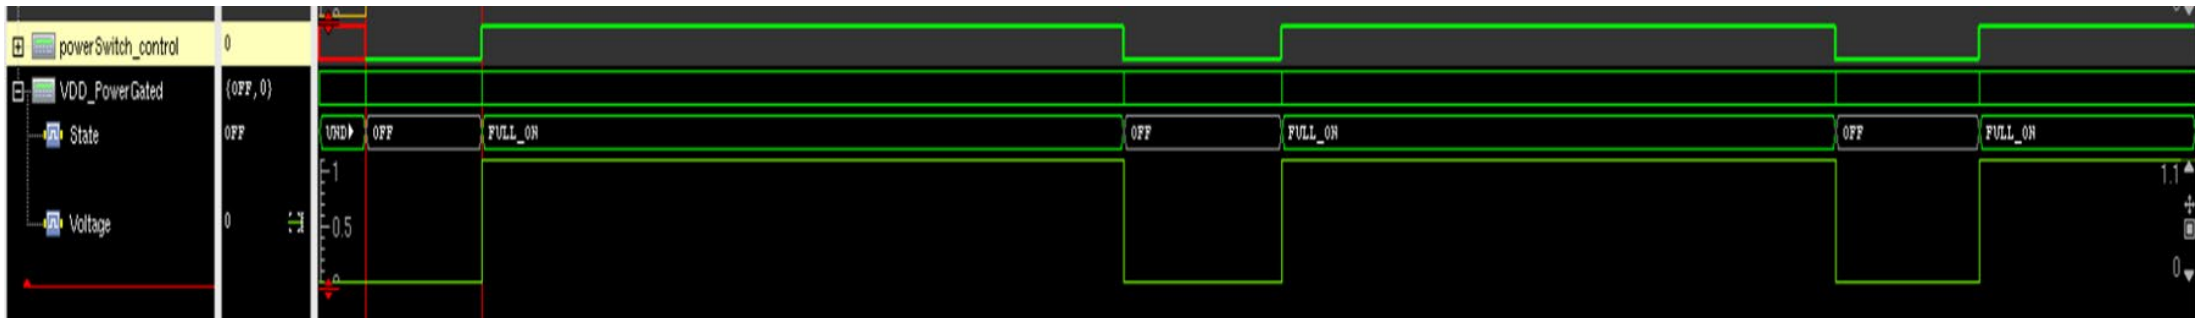 powerSwitch_control 0
VDD_PowerGated {OFF,0}
State OFF UND OFF FULL_ON OFF FULL_ON OFF FULL_ON
1 1.1
Voltage 0 0.5
0 0